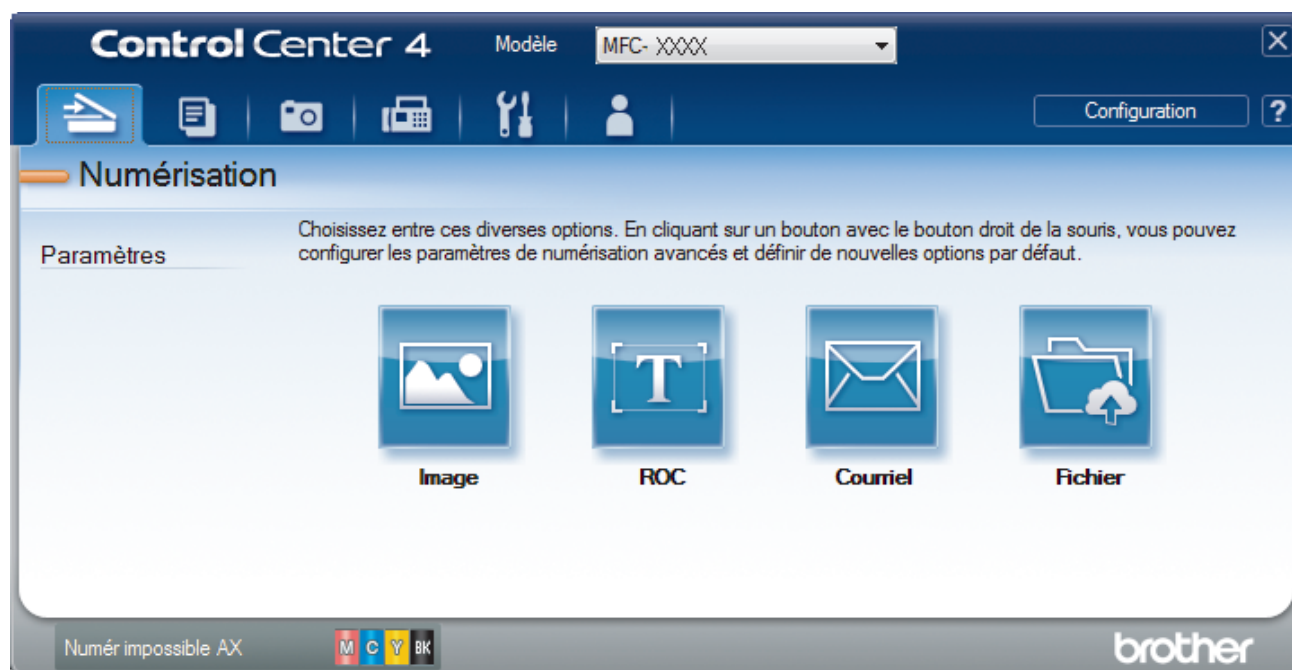 Control Center 4 Modèle MFC- XXXX
Configuration ?
Numérisation
Paramètres
Choisissez entre ces diverses options. En cliquant sur un bouton avec le bouton droit de la souris, vous pouvez
configurer les paramètres de numérisation avancés et définir de nouvelles options par défaut.
T
Image ROC Courriel Fichier
Numér impossible AX M C Y BK brother